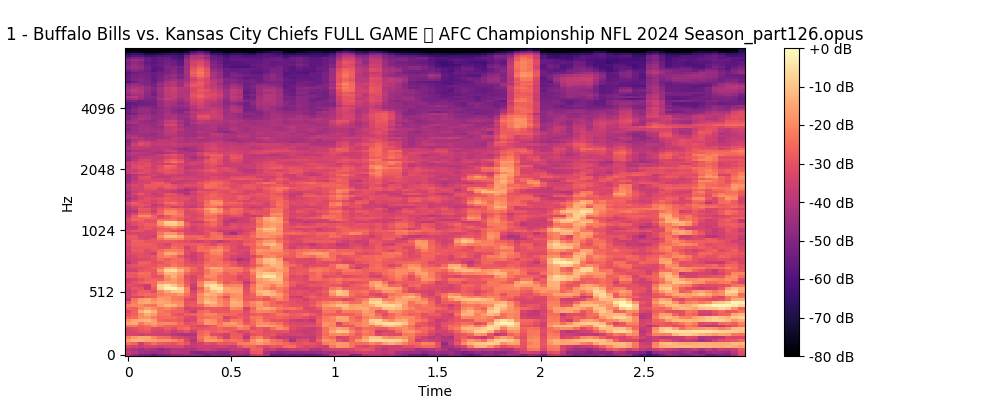 1 - Buffalo Bills vs. Kansas City Chiefs FULL GAME ▯ AFC Championship NFL 2024 Season_part126.opus
Hz
4096
2048
1024
512
0
0
0.5
1
1.5
2
2.5
Time
+0 dB
-10 dB
-20 dB
-30 dB
-40 dB
-50 dB
-60 dB
-70 dB
-80 dB